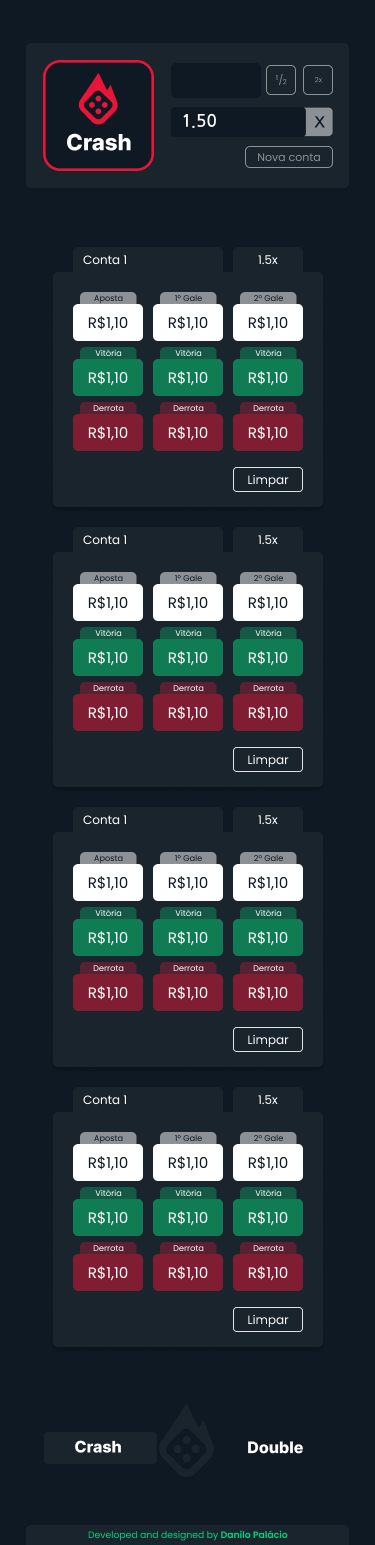 1/2 2x
Crash
1.50 X
Nova conta
Conta 1 1.5x
Aposta 1º Gale 2º Gale
R$1,10 R$1,10 R$1,10
Vitória Vitória Vitória
R$1,10 R$1,10 R$1,10
Derrota Derrota Derrota
R$1,10 R$1,10 R$1,10
Limpar
Conta 1 1.5x
Aposta 1º Gale 2º Gale
R$1,10 R$1,10 R$1,10
Vitória Vitória Vitória
R$1,10 R$1,10 R$1,10
Derrota Derrota Derrota
R$1,10 R$1,10 R$1,10
Limpar
Conta 1 1.5x
Aposta 1º Gale 2º Gale
R$1,10 R$1,10 R$1,10
Vitória Vitória Vitória
R$1,10 R$1,10 R$1,10
Derrota Derrota Derrota
R$1,10 R$1,10 R$1,10
Limpar
Conta 1 1.5x
Aposta 1º Gale 2º Gale
R$1,10 R$1,10 R$1,10
Vitória Vitória Vitória
R$1,10 R$1,10 R$1,10
Derrota Derrota Derrota
R$1,10 R$1,10 R$1,10
Limpar
Crash Double
Developed and designed by Danilo Palácio